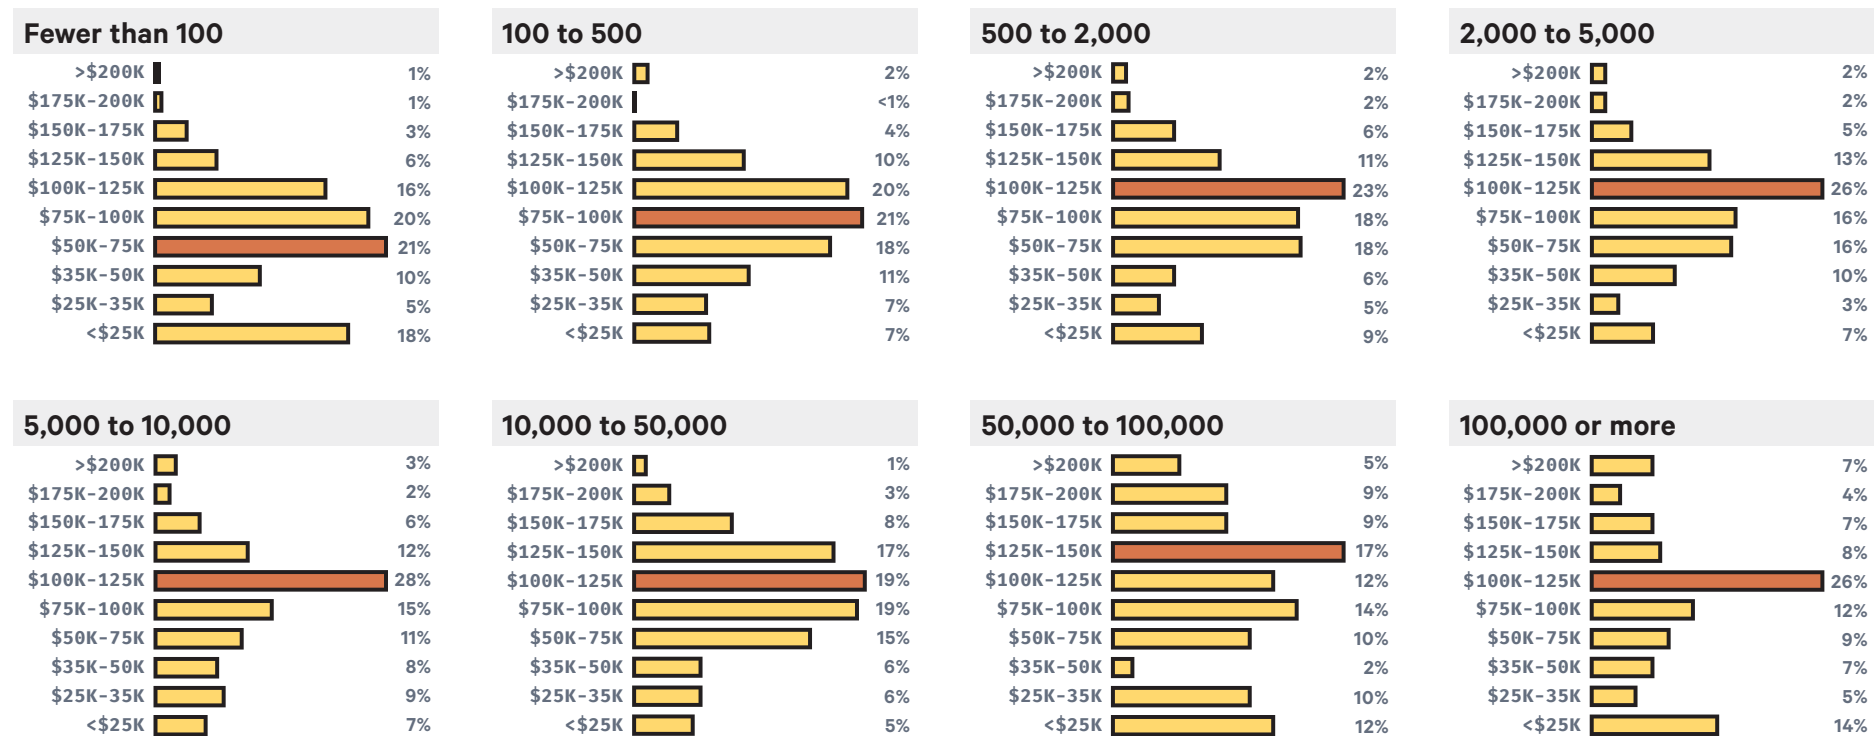 Fewer than 100
>$200K 1%
$175K-200K 1%
$150K-175K 3%
$125K-150K 6%
$100K-125K 16%
$75K-100K 20%
$50K-75K 21%
$35K-50K 10%
$25K-35K 5%
<$25K 18%
100 to 500
>$200K 2%
$175K-200K <1%
$150K-175K 4%
$125K-150K 10%
$100K-125K 20%
$75K-100K 21%
$50K-75K 18%
$35K-50K 11%
$25K-35K 7%
<$25K 7%
500 to 2,000
>$200K 2%
$175K-200K 2%
$150K-175K 6%
$125K-150K 11%
$100K-125K 23%
$75K-100K 18%
$50K-75K 18%
$35K-50K 6%
$25K-35K 5%
<$25K 9%
2,000 to 5,000
>$200K 2%
$175K-200K 2%
$150K-175K 5%
$125K-150K 13%
$100K-125K 26%
$75K-100K 16%
$50K-75K 16%
$35K-50K 10%
$25K-35K 3%
<$25K 7%
5,000 to 10,000
>$200K 3%
$175K-200K 2%
$150K-175K 6%
$125K-150K 12%
$100K-125K 28%
$75K-100K 15%
$50K-75K 11%
$35K-50K 8%
$25K-35K 9%
<$25K 7%
10,000 to 50,000
>$200K 1%
$175K-200K 3%
$150K-175K 8%
$125K-150K 17%
$100K-125K 19%
$75K-100K 19%
$50K-75K 15%
$35K-50K 6%
$25K-35K 6%
<$25K 5%
50,000 to 100,000
>$200K 5%
$175K-200K 9%
$150K-175K 9%
$125K-150K 17%
$100K-125K 12%
$75K-100K 14%
$50K-75K 10%
$35K-50K 2%
$25K-35K 10%
<$25K 12%
100,000 or more
>$200K 7%
$175K-200K 4%
$150K-175K 7%
$125K-150K 8%
$100K-125K 26%
$75K-100K 12%
$50K-75K 9%
$35K-50K 7%
$25K-35K 5%
<$25K 14%